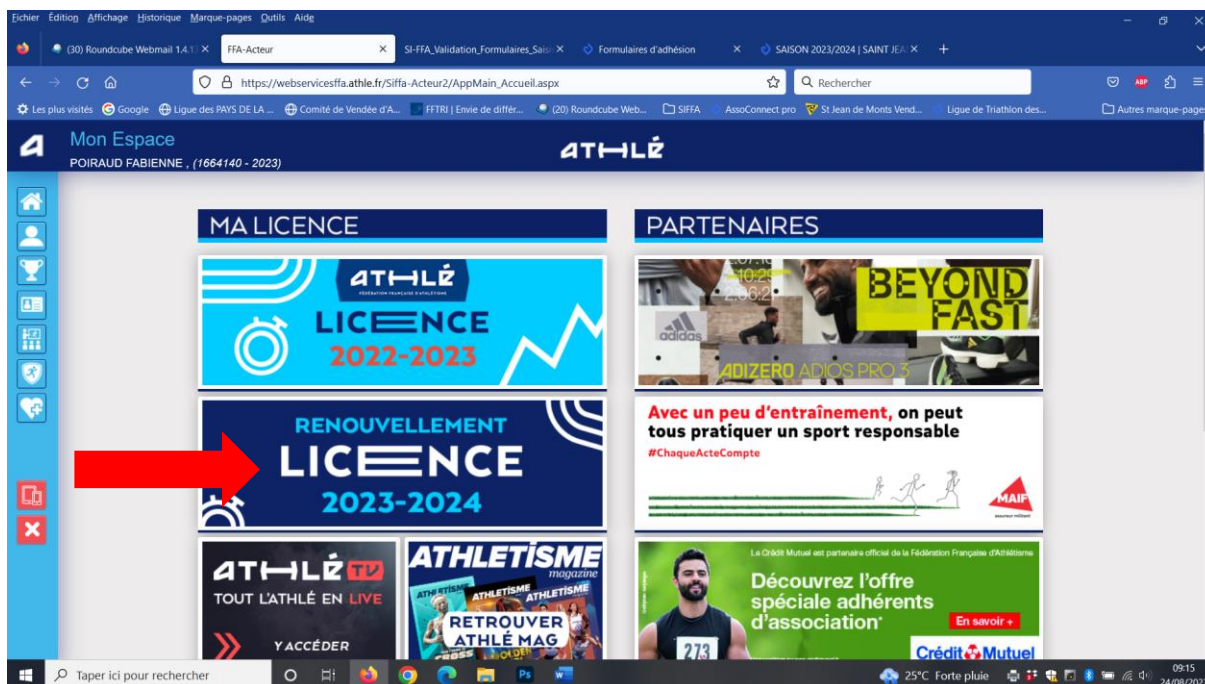 Fichier Édition Affichage Historique Marque-pages Outils Aide
(30) Roundcube Webmail 1.4.1
FFA-Acteur
SI-FFA_Validation_Formulaires_Sais
Formulaires d'adhésion
SAISON 2023/2024 | SAINT JEA
https://webservicesffa.athle.fr/Siffa-Acteur2/AppMain_Accueil.aspx
Rechercher
ABP
Les plus visités Google Ligue des PAYS DE LA ... Comité de Vendée d'A... FFTRI | Envie de différ... (20) Roundcube Web... SIFFA AssoConnect pro St Jean de Monts Vend... Ligue de Triathlon des... Autres marque-pages
Mon Espace
POIRAUD FABIENNE , (1664140 - 2023)
ATHLÉ
MA LICENCE
PARTENAIRES
ATHLÉ
FÉDÉRATION FRANÇAISE D'ATHLÉTISME
LICENCE
2022-2023
adidas
BEYOND
FAST
ADIZERO ADIOS PRO 3
RENOUVELLEMENT
LICENCE
2023-2024
Avec un peu d'entraînement, on peut
tous pratiquer un sport responsable
#ChaqueActeCompte
MAIF
assureur militant
ATHLÉ TV
TOUT L'ATHLÉ EN LIVE
Y ACCÉDER
ATHLETİSME
magazine
RETROUVER
ATHLÉ MAG
Le Crédit Mutuel est partenaire officiel de la Fédération Française d'Athlétisme
Découvrez l'offre
spéciale adhérents
d'association*
En savoir +
273
Crédit Mutuel
Taper ici pour rechercher
25°C Forte pluie
09:15